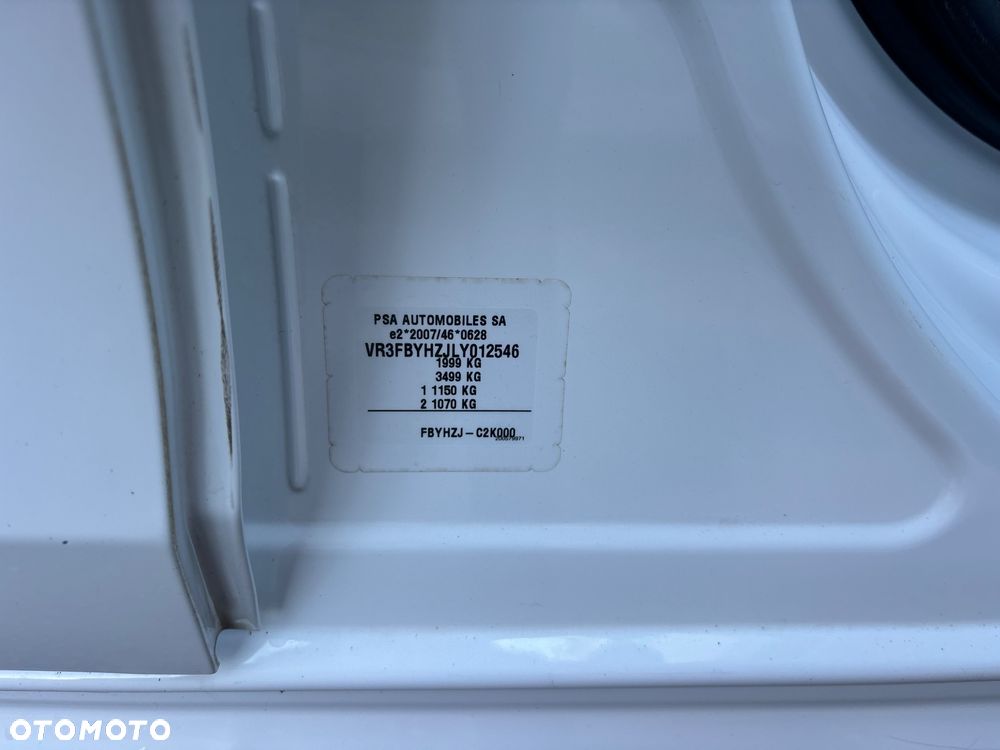 PSA AUTOMOBILES SA
e2*2007/46*0628
VR3FBYHZJLY012546
1999 KG
3499 KG
1 1150 KG
2 1070 KG
FBYHZJ-C2K000
200579971
OTOMOTO